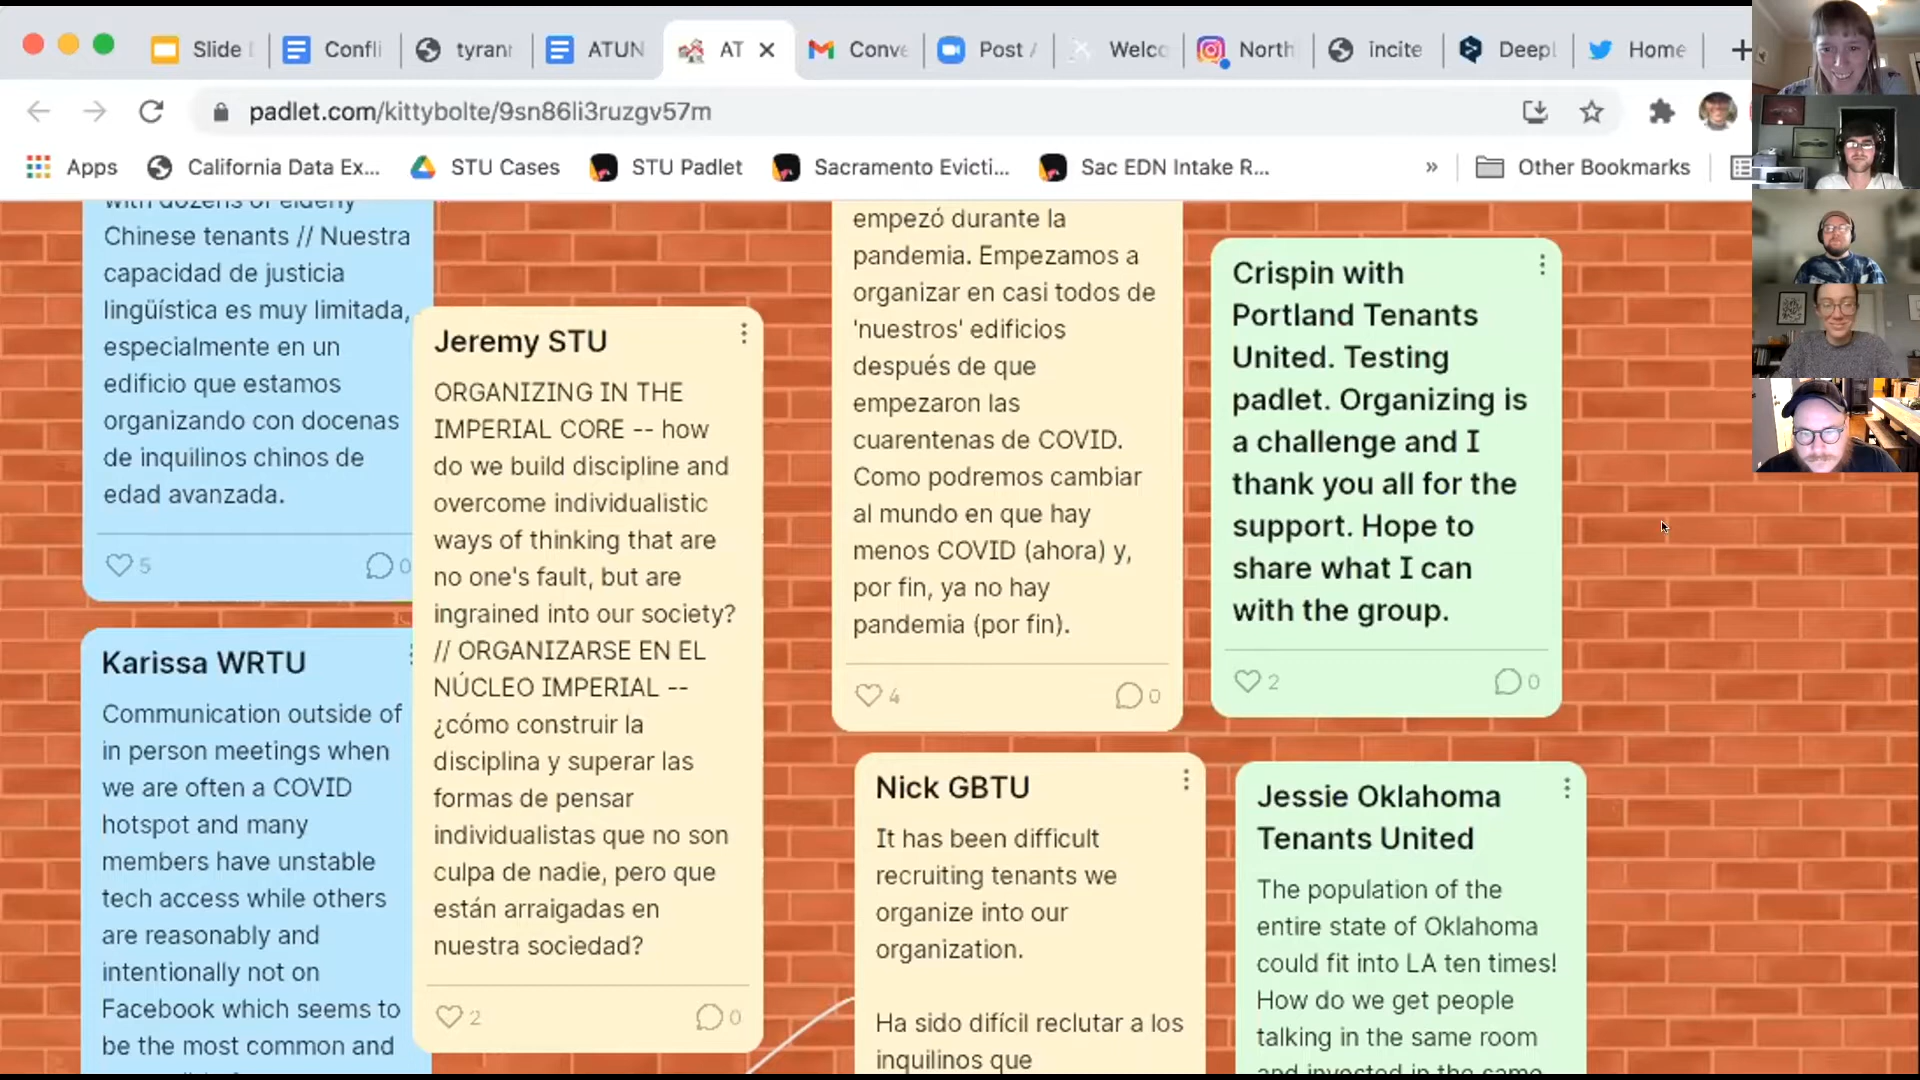 Slide
Confli
tyrann
ATUN
AT
Conve
Post /
Welco
North
incite
Deepl
Home
padlet.com/kittybolte/9sn86li3ruzgv57m
Apps
California Data Ex...
STU Cases
STU Padlet
Sacramento Evicti...
Sac EDN Intake R...
»
Other Bookmarks
with dozens of elderly
Chinese tenants // Nuestra
capacidad de justicia
lingüística es muy limitada,
especialmente en un
edificio que estamos
organizando con docenas
de inquilinos chinos de
edad avanzada.
5
0
Karissa WRTU
Communication outside of
in person meetings when
we are often a COVID
hotspot and many
members have unstable
tech access while others
are reasonably and
intentionally not on
Facebook which seems to
be the most common and
Jeremy STU
ORGANIZING IN THE
IMPERIAL CORE -- how
do we build discipline and
overcome individualistic
ways of thinking that are
no one's fault, but are
ingrained into our society?
// ORGANIZARSE EN EL
NÚCLEO IMPERIAL --
¿cómo construir la
disciplina y superar las
formas de pensar
individualistas que no son
culpa de nadie, pero que
están arraigadas en
nuestra sociedad?
2
0
empezó durante la
pandemia. Empezamos a
organizar en casi todos de
'nuestros' edificios
después de que
empezaron las
cuarentenas de COVID.
Como podremos cambiar
al mundo en que hay
menos COVID (ahora) y,
por fin, ya no hay
pandemia (por fin).
4
0
Nick GBTU
It has been difficult
recruiting tenants we
organize into our
organization.
Ha sido difícil reclutar a los
inquilinos que
Crispin with
Portland Tenants
United. Testing
padlet. Organizing is
a challenge and I
thank you all for the
support. Hope to
share what I can
with the group.
2
0
Jessie Oklahoma
Tenants United
The population of the
entire state of Oklahoma
could fit into LA ten times!
How do we get people
talking in the same room
and invested in the same